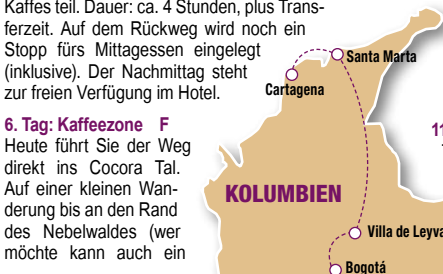 Kaffes teil. Dauer: ca. 4 Stunden, plus Trans-
ferzeit. Auf dem Rückweg wird noch ein
Stopp fürs Mittagessen eingelegt
(inklusive). Der Nachmittag steht
zur freien Verfügung im Hotel.
6. Tag: Kaffeezone F
Heute führt Sie der Weg
direkt ins Cocora Tal.
Auf einer kleinen Wan-
derung bis an den Rand
des Nebelwaldes (wer
möchte kann auch ein
Santa Marta
Cartagena
11
KOLUMBIEN
Villa de Leyva
Bogotá